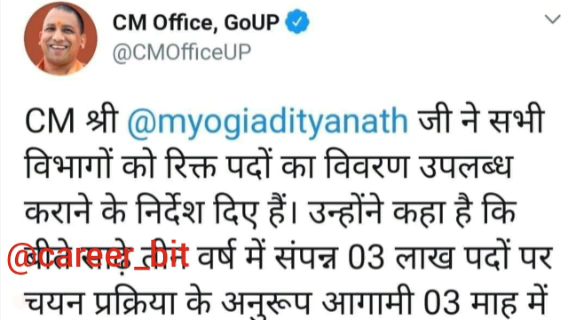 CM Office, GoUP
@CMOfficeUP
CM श्री @myogiadityanath जी ने सभी
विभागों को रिक्त पदों का विवरण उपलब्ध
कराने के निर्देश दिए हैं। उन्होंने कहा है कि
@career_bit
बीते साढ़े तीन वर्ष में संपन्न 03 लाख पदों पर
चयन प्रक्रिया के अनुरूप आगामी 03 माह में